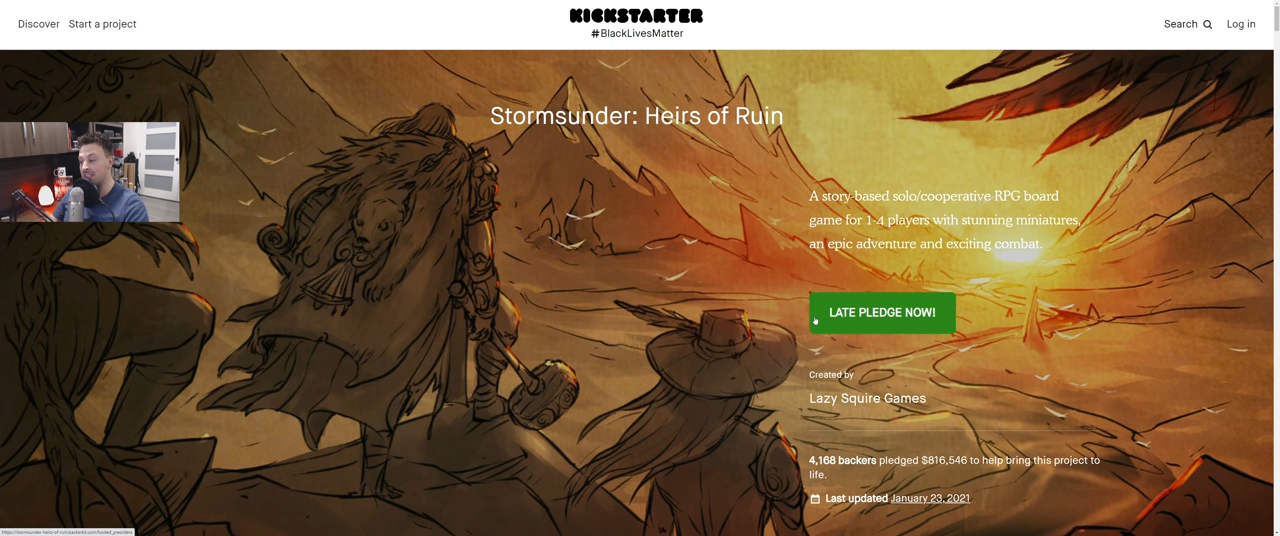 Discover Start a project
KICKSTARTER
#BlackLivesMatter
Search Log in
Stormsunder: Heirs of Ruin
A story-based solo/cooperative RPG board
game for 1-4 players with stunning miniatures,
an epic adventure and exciting combat.
LATE PLEDGE NOW!
Created by
Lazy Squire Games
4,168 backers pledged $816,546 to help bring this project to
life.
Last updated January 23, 2021